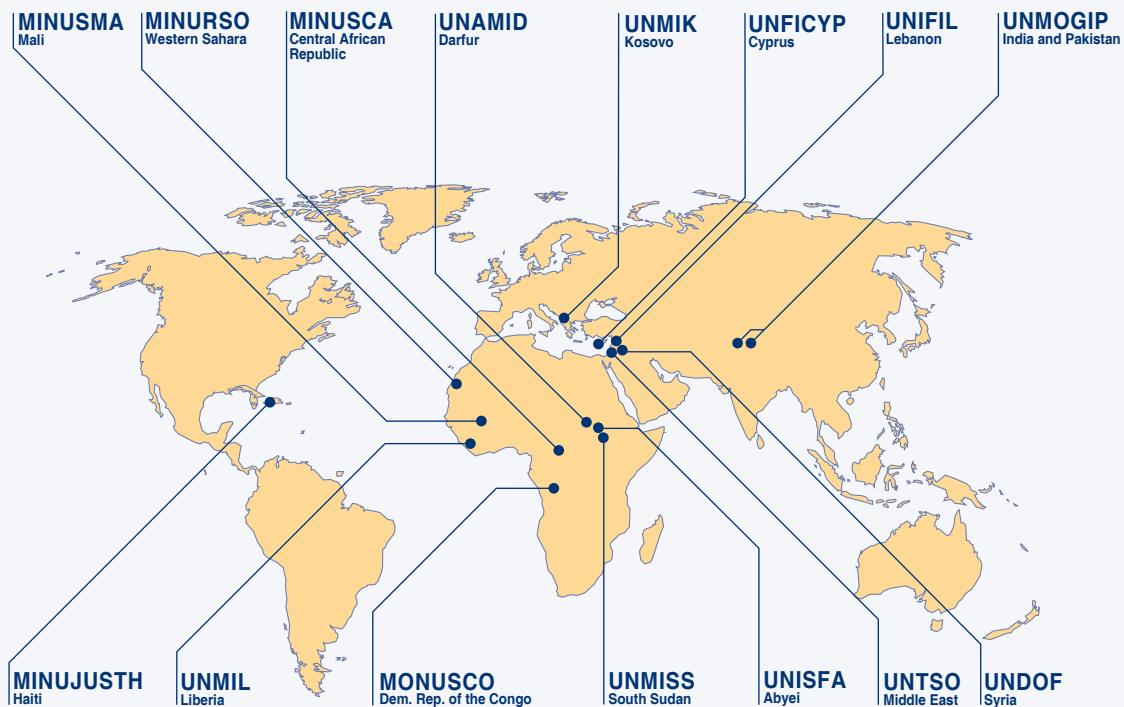 MINUSMA
Mali
MINURSO
Western Sahara
MINUSCA
Central African
Republic
UNAMID
Darfur
UNMIK
Kosovo
UNFICYP
Cyprus
UNIFIL
Lebanon
UNMOGIP
India and Pakistan
MINUJUSTH
Haiti
UNMIL
Liberia
MONUSCO
Dem. Rep. of the Congo
UNMISS
South Sudan
UNISFA
Abyei
UNTSO
Middle East
UNDOF
Syria